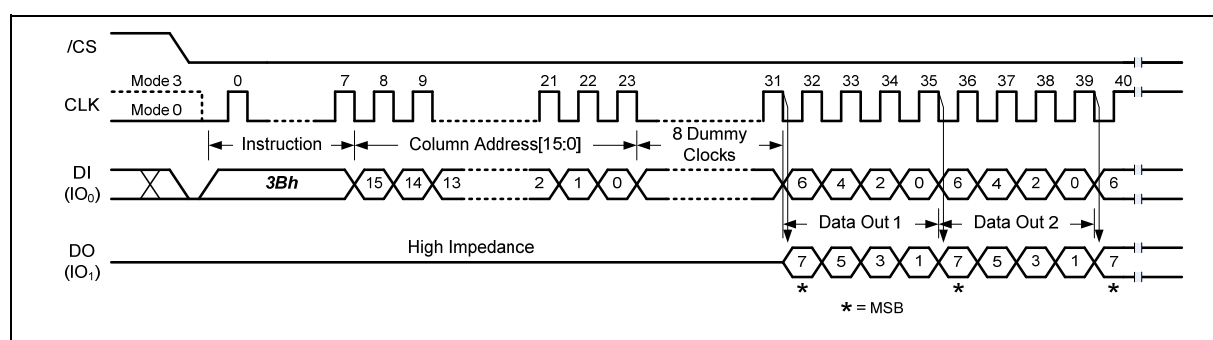 /CS
Mode 3 0 7 8 9 21 22 23 31 32 33 34 35 36 37 38 39 40
CLK
Mode 0
Instruction Column Address[15:0] 8 Dummy Clocks
DI (IO0) 3Bh 15 14 13 2 1 0 6 4 2 0 6 4 2 0 6
Data Out 1 Data Out 2
DO (IO1) High Impedance 7 5 3 1 7 5 3 1 7
* * *
* = MSB